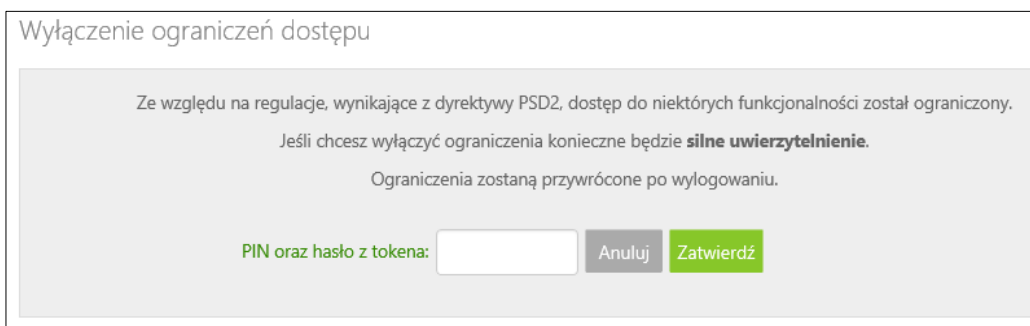 Wyłączenie ograniczeń dostępu
Ze względu na regulacje, wynikające z dyrektywy PSD2, dostęp do niektórych funkcjonalności został ograniczony.
Jeśli chcesz wyłączyć ograniczenia konieczne będzie silne uwierzytelnienie.
Ograniczenia zostaną przywrócone po wylogowaniu.
PIN oraz hasło z tokena: Anuluj Zatwierdź